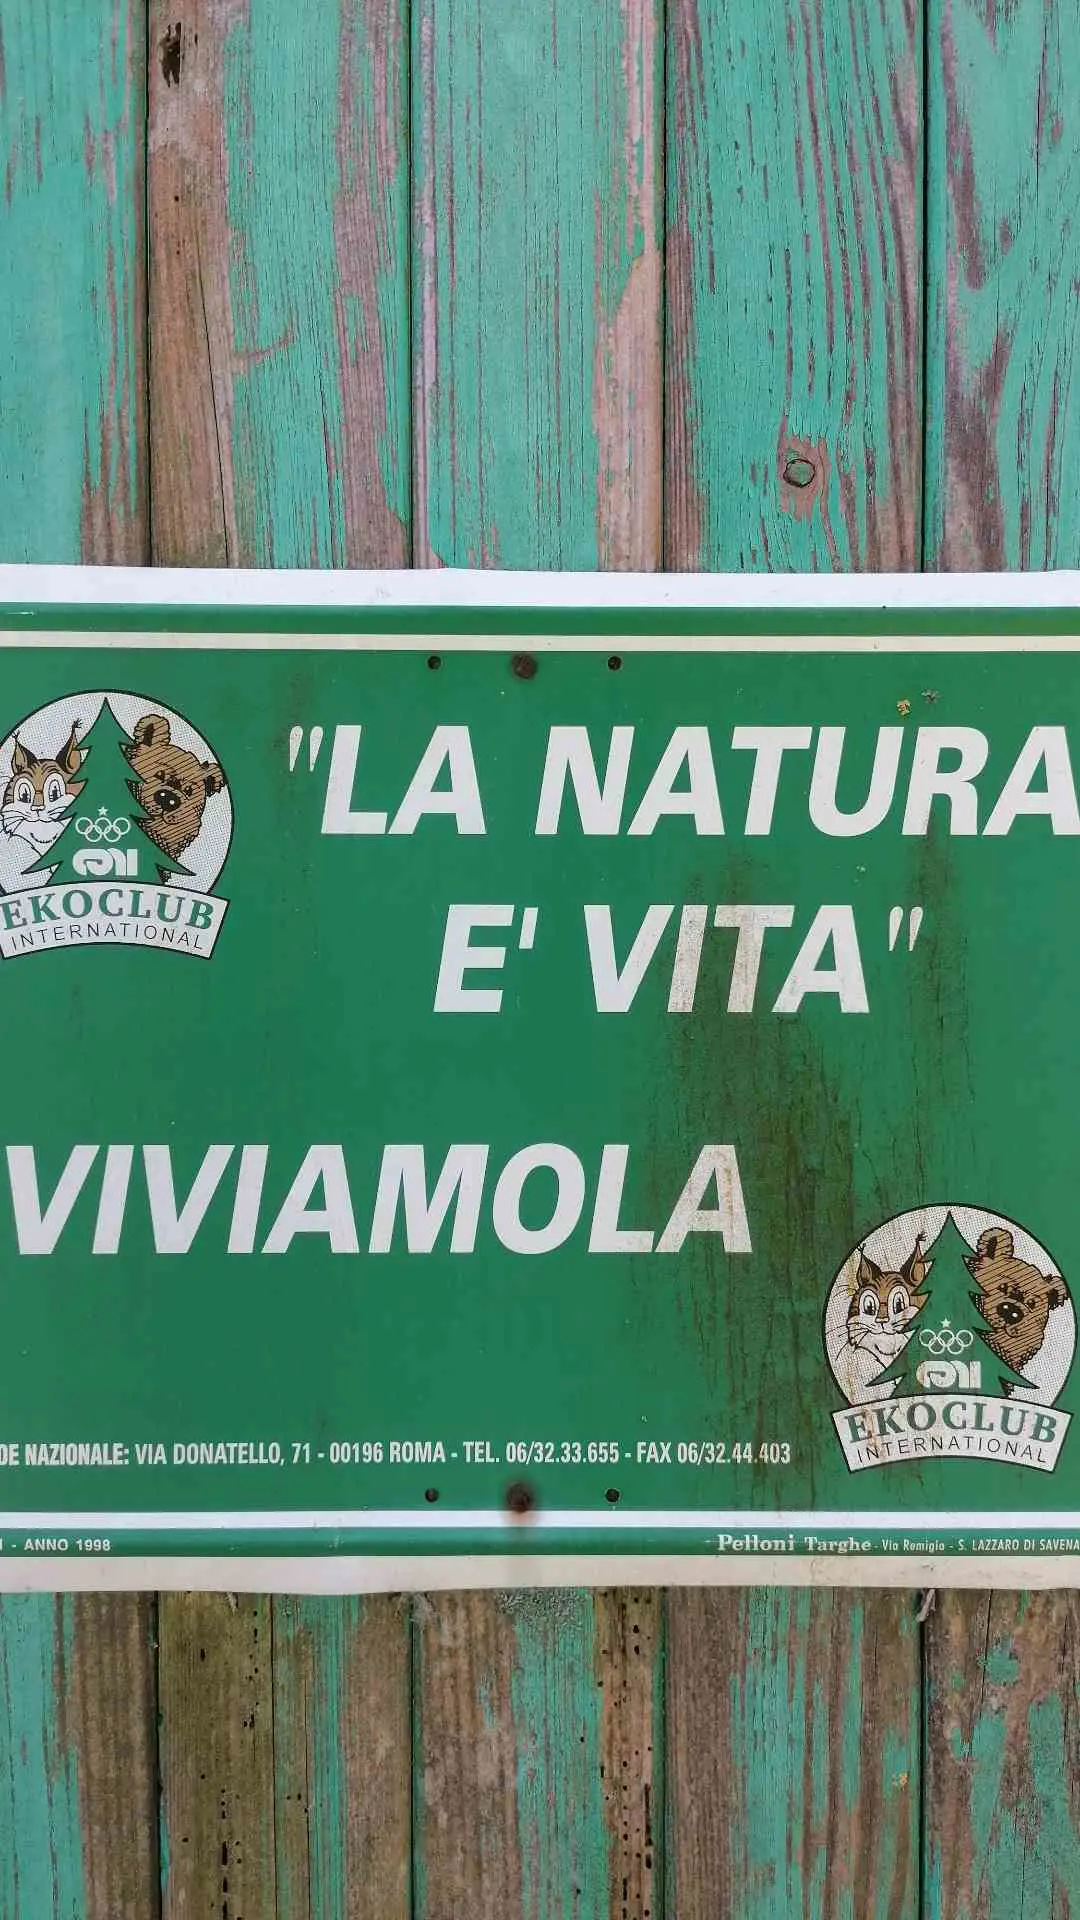 "LA NATURA
E' VITA"
VIVIAMOLA
EKOCLUB
INTERNATIONAL
EKOCLUB
INTERNATIONAL
DE NAZIONALE: VIA DONATELLO, 71 - 00196 ROMA - TEL. 06/32.33.655 - FAX 06/32.44.403
- ANNO 1998
Pelloni Targhe - Via Remigia - S. LAZZARO DI SAVENA